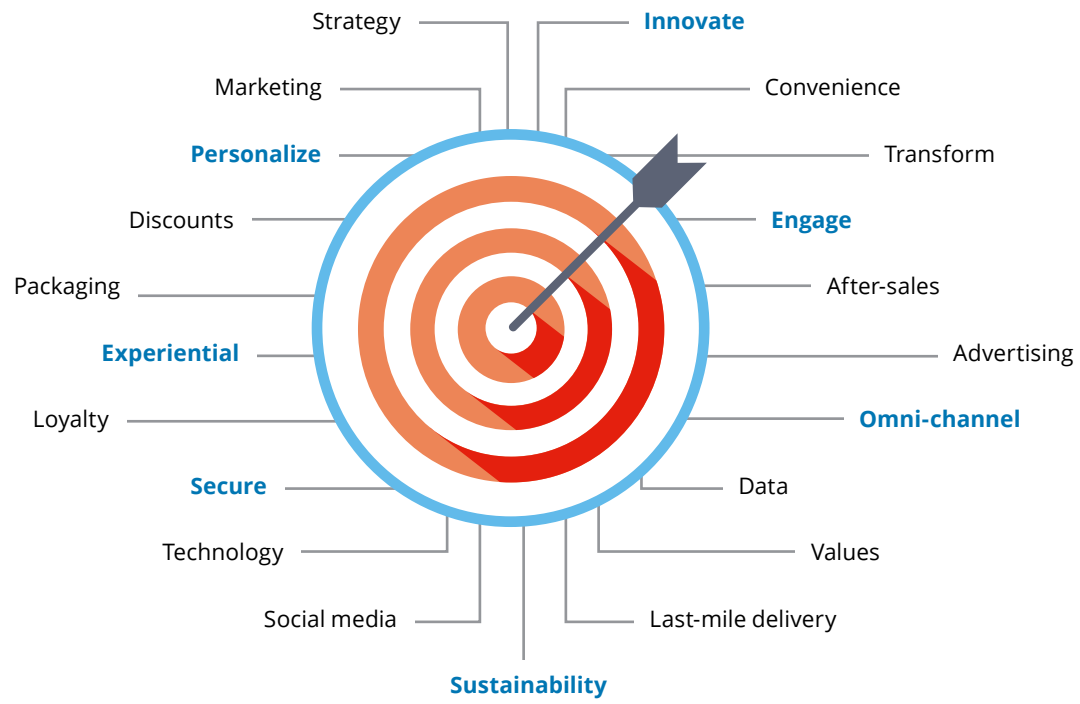 Strategy
Innovate
Marketing
Convenience
Personalize
Transform
Discounts
Engage
Packaging
After-sales
Experiential
Advertising
Loyalty
Omni-channel
Secure
Data
Technology
Values
Social media
Last-mile delivery
Sustainability